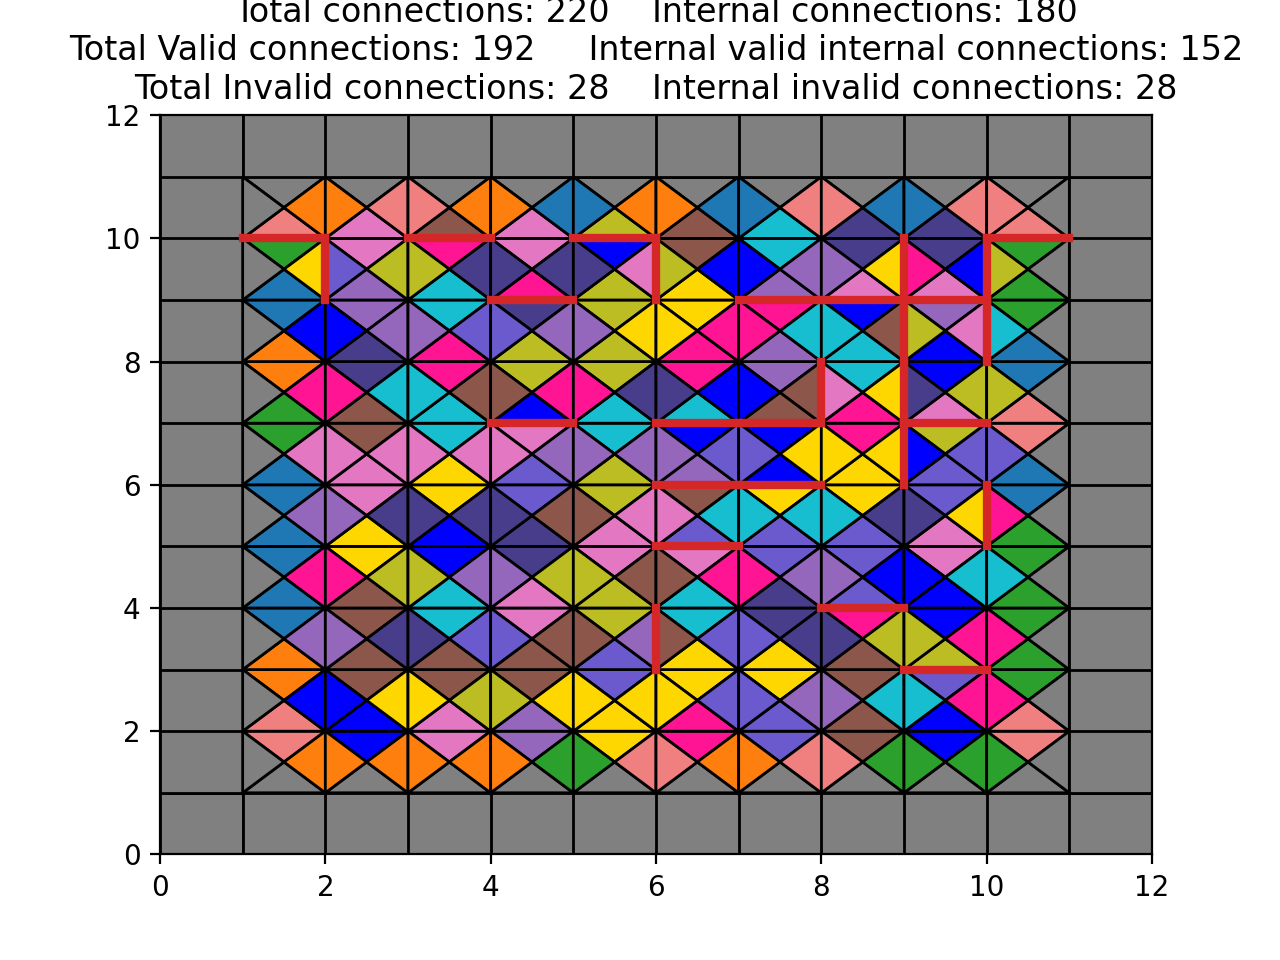 Total connections: 220 Internal connections: 180
Total Valid connections: 192 Internal valid internal connections: 152
Total Invalid connections: 28 Internal invalid connections: 28
12
10
8
6
4
2
0
0 2 4 6 8 10 12